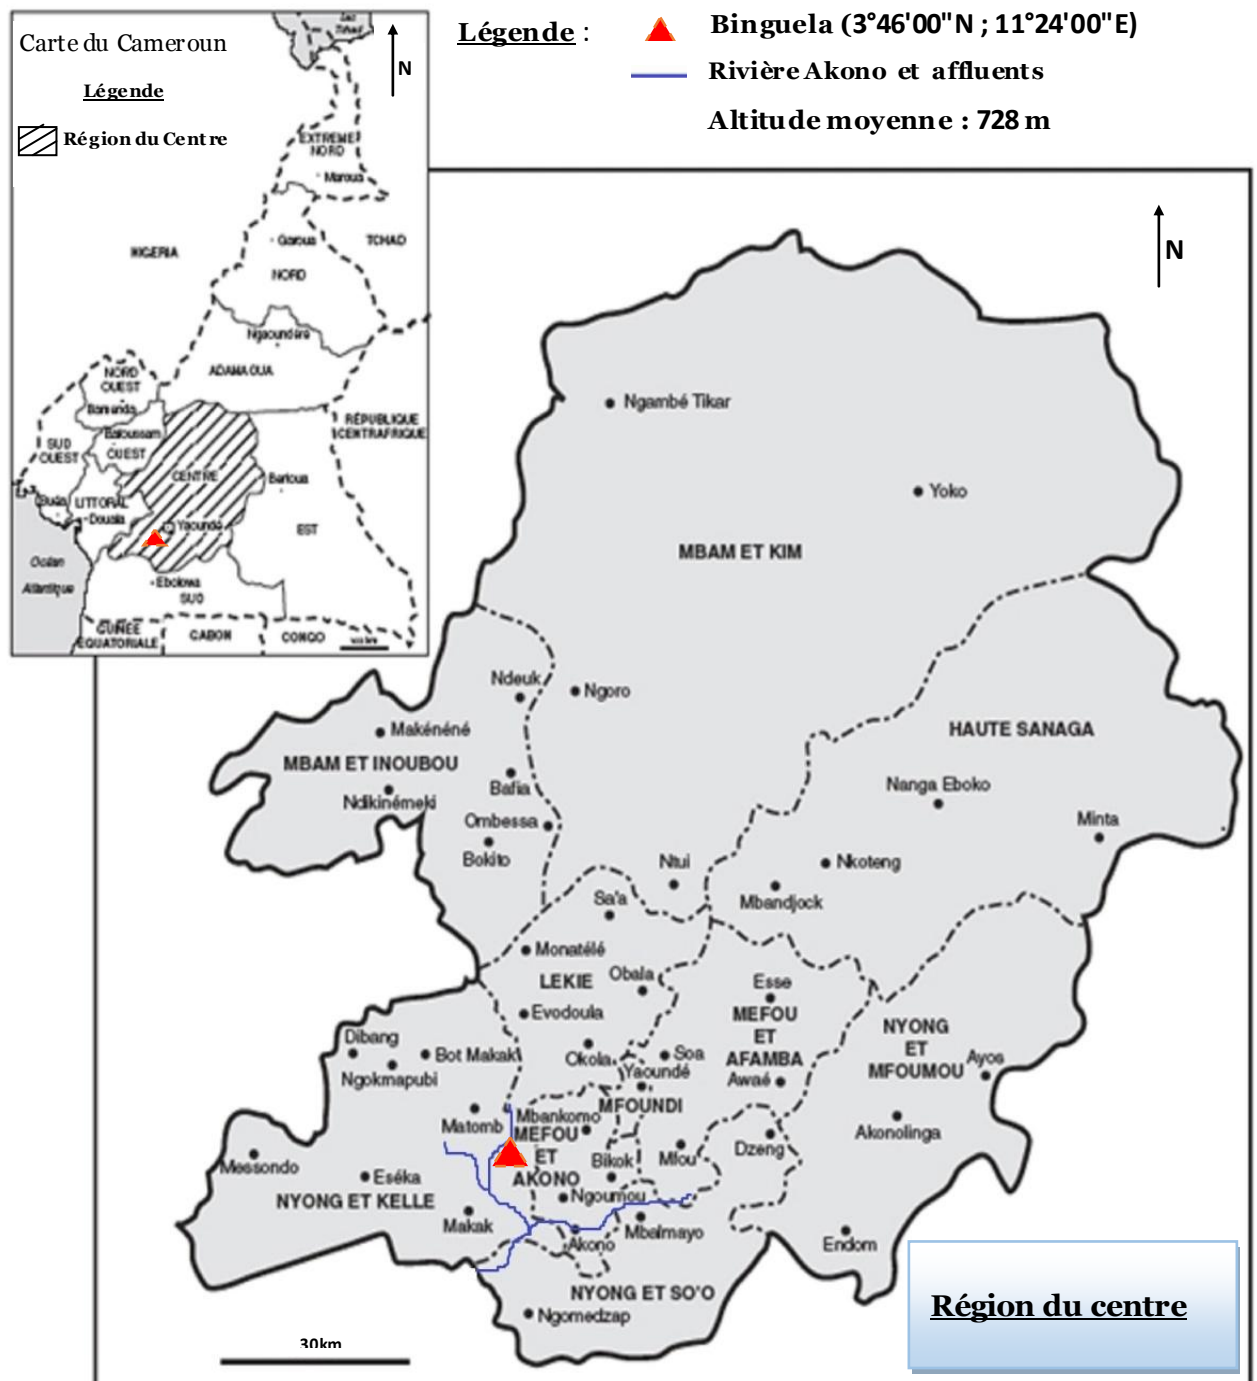 Légende :
Binguela (3°46'00"N ; 11°24'00"E)
Rivière Akono et affluents
Altitude moyenne : 728 m
Carte du Cameroun
Légende
Région du Centre
N
Lac
Tchad
EXTREME
NORD
Maroua
NIGERIA
Garoua
TCHAD
NORD
Ngaoundéré
ADAMAOUA
NORD
OUEST
Bamenda
Bafoussam
OUEST
SUD
OUEST
RÉPUBLIQUE
CENTRAFRIQUE
CENTRE
Bertoua
Buéa
LITTORAL
Douala
Yaoundé
EST
Océan
Atlantique
Ebolowa
SUD
GUINÉE
ÉQUATORIALE
GABON
CONGO
N
Ngambé Tikar
Yoko
MBAM ET KIM
Ndeuk
Ngoro
Makénéné
HAUTE SANAGA
MBAM ET INOUBOU
Bafia
Ndikinémeki
Nanga Eboko
Ombessa
Minta
Bokito
Ntui
Nkoteng
Sa'a
Mbandjock
Monatélé
LEKIE
Obala
Esse
Evodoula
MEFOU
ET
AFAMBA
NYONG
ET
MFOUMOU
Dibang
Bot Makak
Okola
Soa
Ayos
Ngokmapubi
Yaoundé
Awaé
MFOUNDI
Matomb
Mbankomo
MEFOU
ET
AKONO
Akonolinga
Messondo
Bikok
Mfou
Dzeng
Eséka
NYONG ET KELLE
Ngoumou
Makak
Akono
Mbalmayo
Endom
NYONG ET SO'O
Ngomedzap
Région du centre
30km